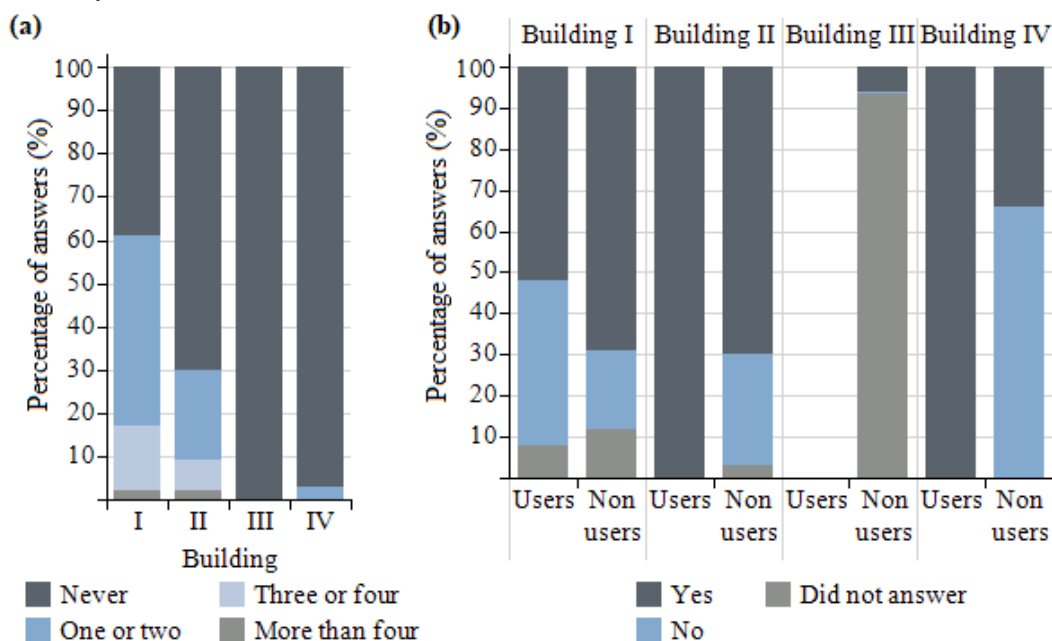 (a)
Percentage of answers (%)
100
90
80
70
60
50
40
30
20
10
I II III IV
Building
Never
Three or four
One or two
More than four
(b)
Building I Building II Building III Building IV
Percentage of answers (%)
100
90
80
70
60
50
40
30
20
10
Users Non users Users Non users Users Non users Users Non users
Yes
Did not answer
No